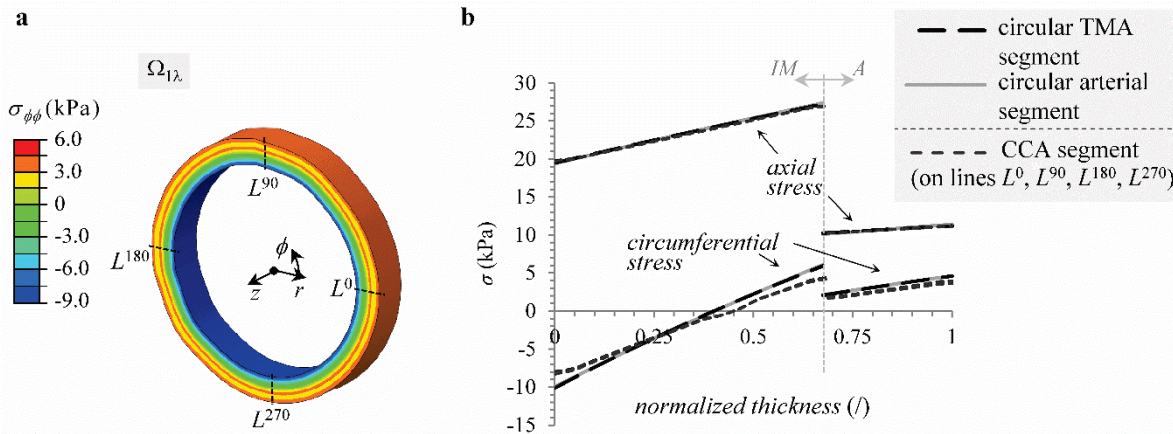 a
Ω1λ
σϕϕ (kPa)
6.0
3.0
0
-3.0
-6.0
-9.0
L90
L180
L0
L270
ϕ
z
r
b
IM
A
σ (kPa)
30
25
20
15
10
5
0
-5
-10
-15
0
0.25
0.5
0.75
1
axial
stress
circumferential
stress
normalized thickness (/)
circular TMA
segment
circular arterial
segment
CCA segment
(on lines L0, L90, L180, L270)